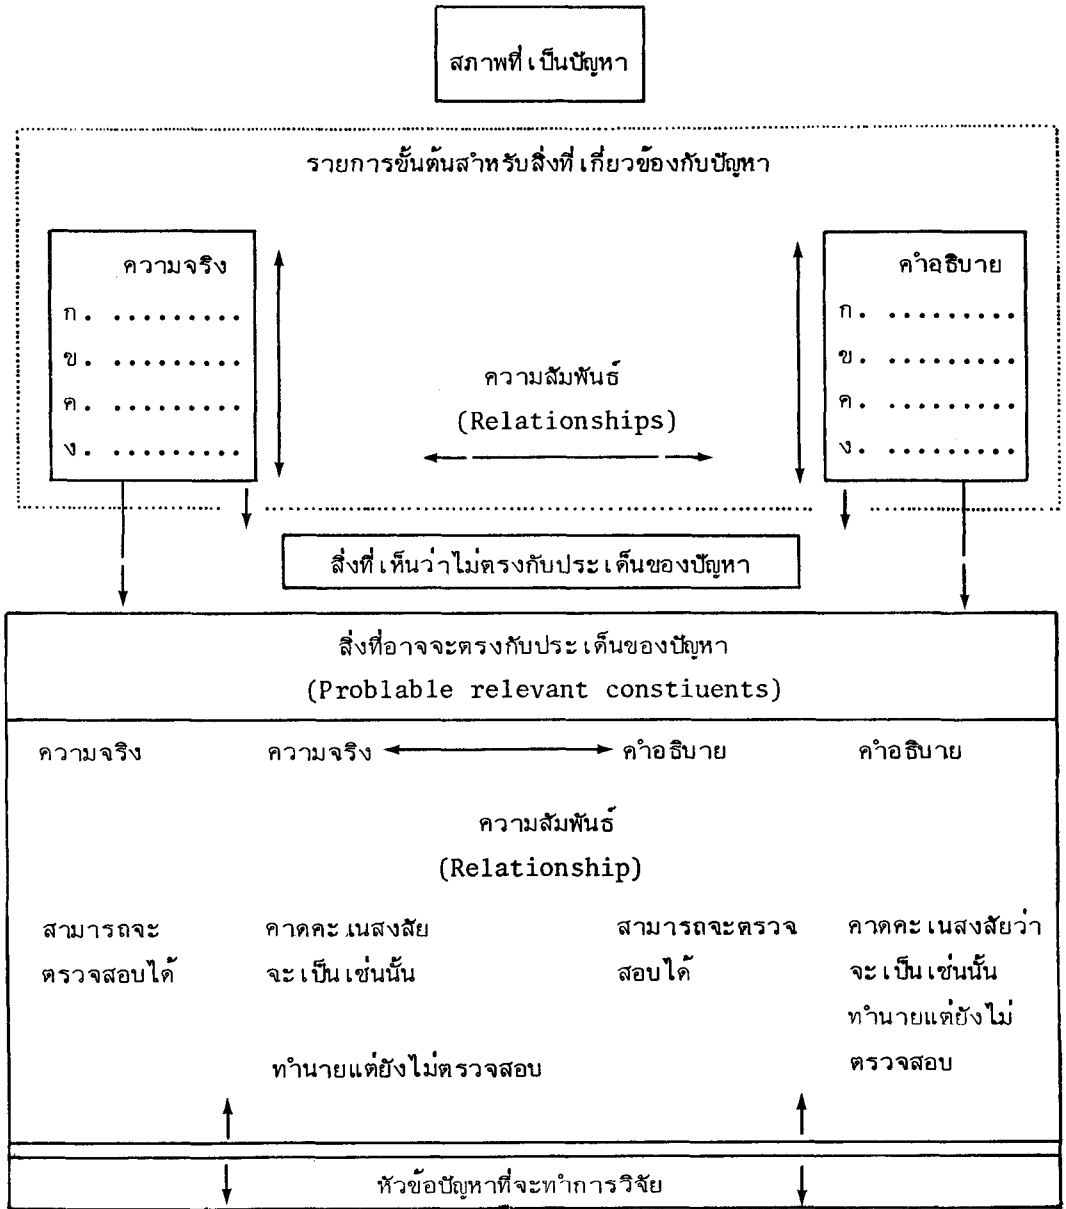 สภาพที่เป็นปัญหา
รายการขั้นต้นสำหรับสิ่งที่เกี่ยวข้องกับปัญหา
ความจริง
ก. .........
ข. .........
ค. .........
ง. .........
ความสัมพันธ์
(Relationships)
คำอธิบาย
ก. .........
ข. .........
ค. .........
ง. .........
สิ่งที่เห็นว่าไม่ตรงกับประเด็นของปัญหา
สิ่งที่อาจจะตรงกับประเด็นของปัญหา
(Problable relevant constiuents)
ความจริง ความจริง คำอธิบาย คำอธิบาย
ความสัมพันธ์
(Relationship)
สามารถจะ
ตรวจสอบได้
คาดคะเนสงสัย
จะเป็นเช่นนั้น
ทำนายแต่ยังไม่ตรวจสอบ
สามารถจะตรวจ
สอบได้
คาดคะเนสงสัยว่า
จะเป็นเช่นนั้น
ทำนายแต่ยังไม่
ตรวจสอบ
หัวข้อปัญหาที่จะทำการวิจัย